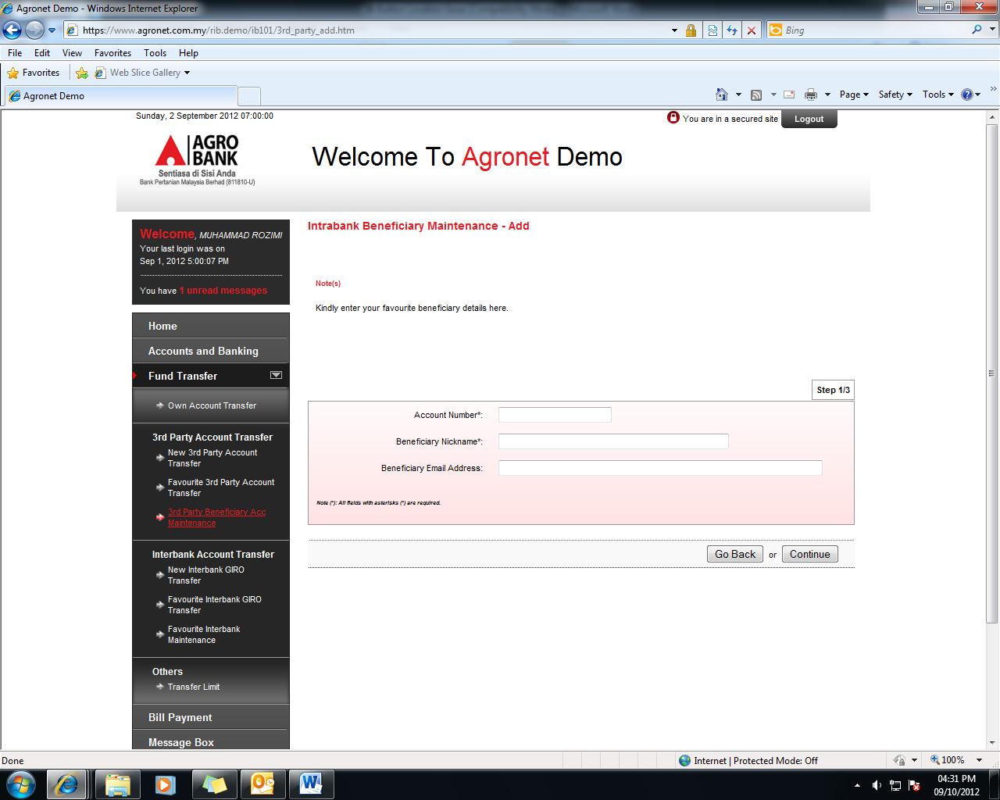 Agronet Demo - Windows Internet Explorer
https://www.agronet.com.my/rib.demo/ib101/3rd_party_add.htm
Bing
File Edit View Favorites Tools Help
Favorites Web Slice Gallery
Agronet Demo
Page Safety Tools
Sunday, 2 September 2012 07:00:00
You are in a secured site Logout
AGRO
BANK
Sentiasa di Sisi Anda
Bank Pertanian Malaysia Berhad (811810-U)
Welcome To Agronet Demo
Welcome, MUHAMMAD ROZIMI
Your last login was on
Sep 1, 2012 5:00:07 PM
You have 1 unread messages
Home
Accounts and Banking
Fund Transfer
Own Account Transfer
3rd Party Account Transfer
New 3rd Party Account
Transfer
Favourite 3rd Party Account
Transfer
3rd Party Beneficiary Acc
Maintenance
Interbank Account Transfer
New Interbank GIRO
Transfer
Favourite Interbank GIRO
Transfer
Favourite Interbank
Maintenance
Others
Transfer Limit
Bill Payment
Message Box
Intrabank Beneficiary Maintenance - Add
Note(s)
Kindly enter your favourite beneficiary details here.
Step 1/3
Account Number*:
Beneficiary Nickname*:
Beneficiary Email Address:
Note (*): All fields with asterisks (*) are required.
Go Back or Continue
Done
Internet | Protected Mode: Off
100%
04:31 PM
09/10/2012